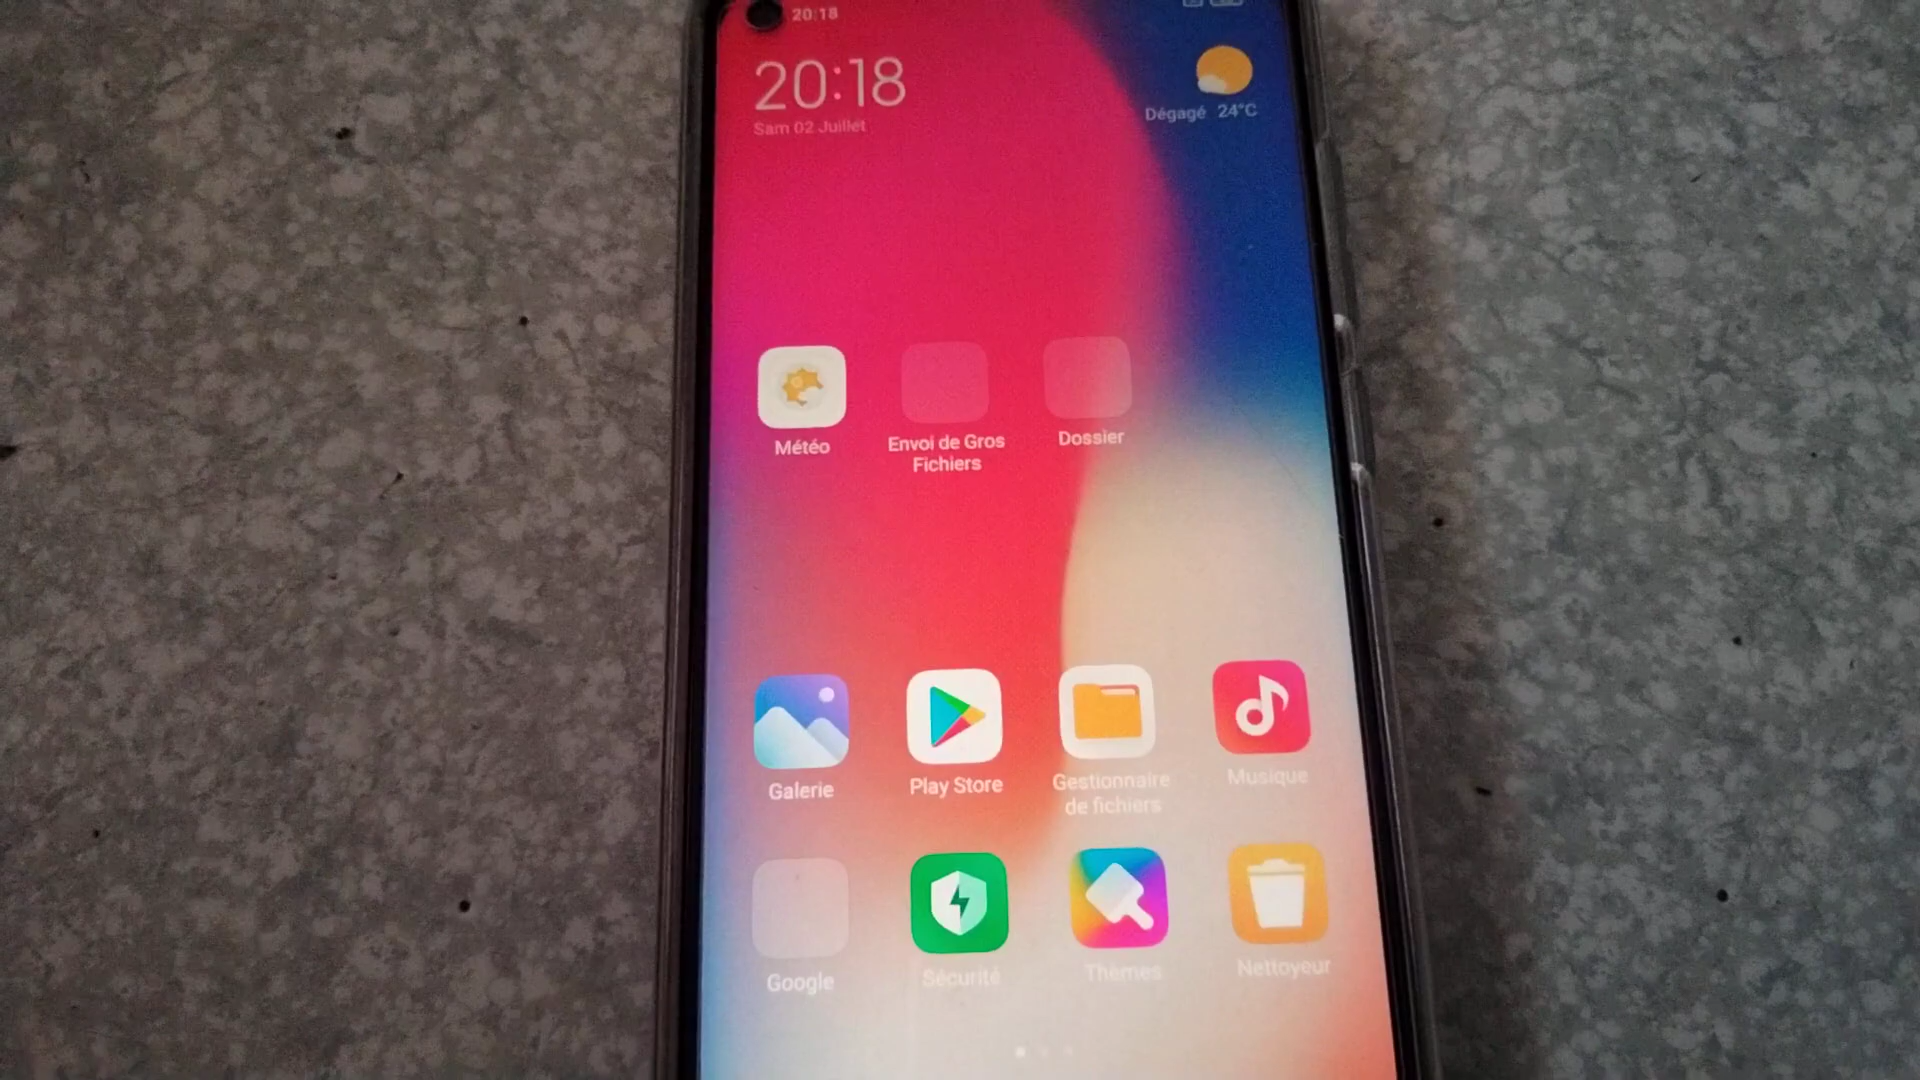 20:18
20:18
Sam 02 Juillet
Dégagé 24°C
Météo
Envoi de Gros
Fichiers
Dossier
Galerie
Play Store
Gestionnaire
de fichiers
Musique
Google
Sécurité
Thèmes
Nettoyeur